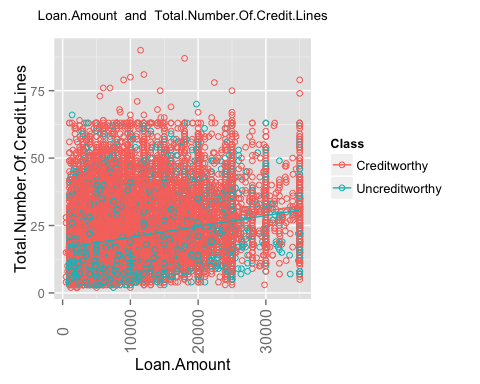 Loan.Amount and Total.Number.Of.Credit.Lines
Total.Number.Of.Credit.Lines
75
50
25
0
0
10000
20000
30000
Loan.Amount
Class
Creditworthy
Uncreditworthy